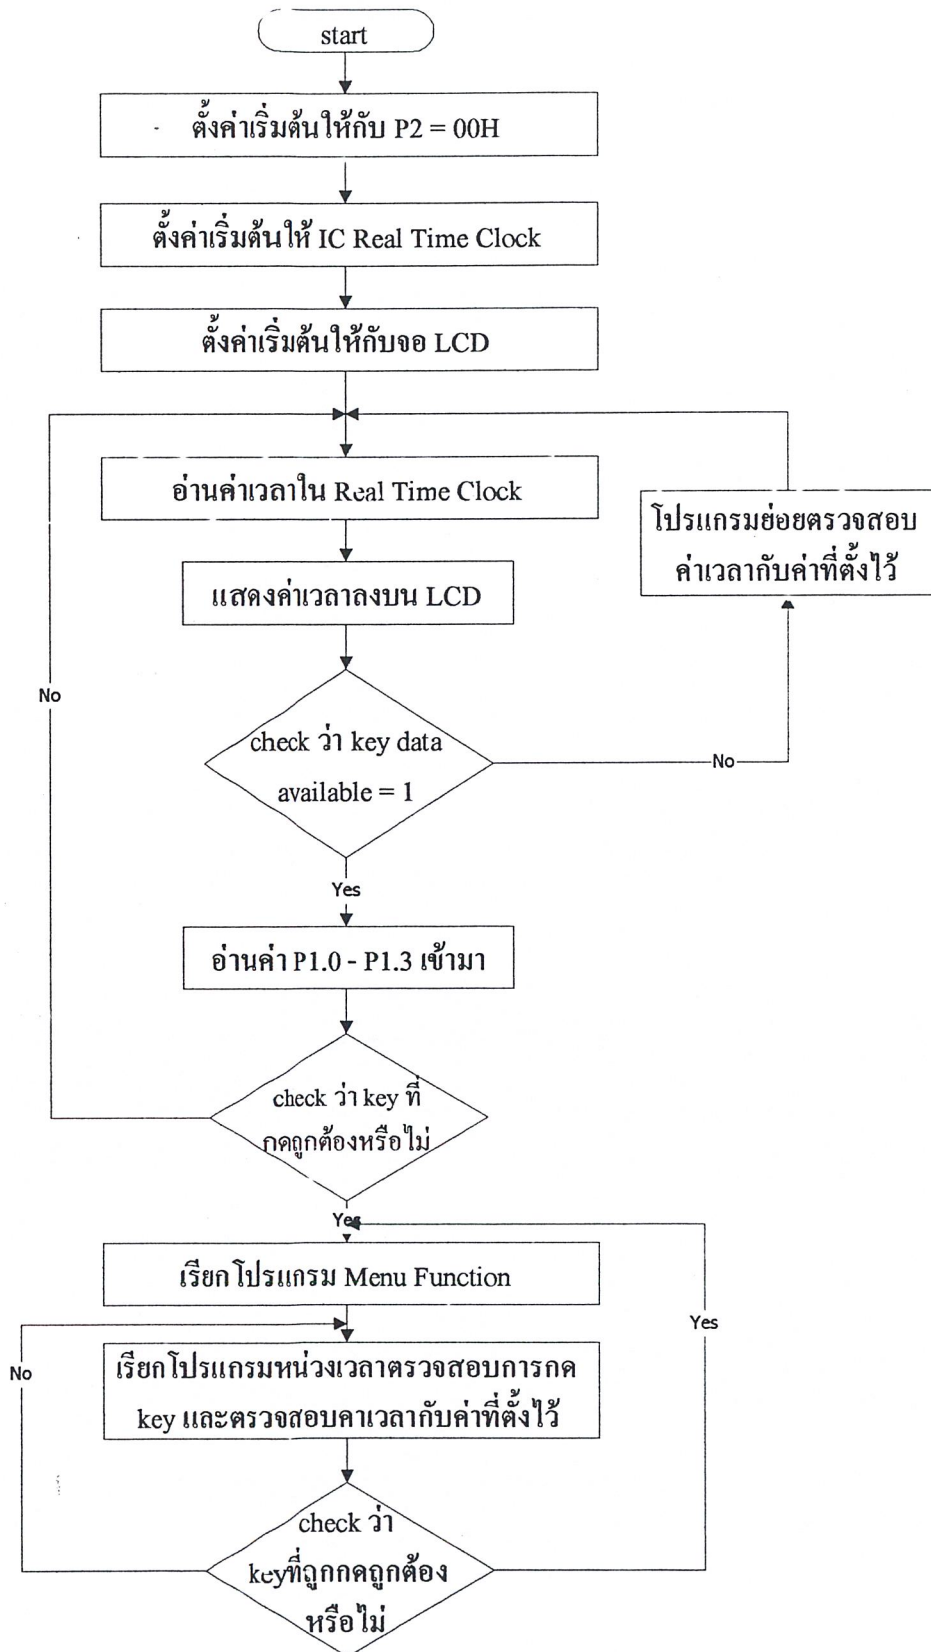 start
ตั้งค่าเริ่มต้นให้กับ P2 = 00H
ตั้งค่าเริ่มต้นให้ IC Real Time Clock
ตั้งค่าเริ่มต้นให้กับจอ LCD
อ่านค่าเวลาใน Real Time Clock
โปรแกรมย่อยตรวจสอบ
ค่าเวลากับค่าที่ตั้งไว้
แสดงค่าเวลาลงบน LCD
No
check ว่า key data
available = 1
No
Yes
อ่านค่า P1.0 - P1.3 เข้ามา
check ว่า key ที่
กดถูกต้องหรือไม่
Yes
เรียกโปรแกรม Menu Function
Yes
No
เรียกโปรแกรมหน่วงเวลาตรวจสอบการกด
key และตรวจสอบคาเวลากับค่าที่ตั้งไว้
check ว่า
keyที่ถูกกดถูกต้อง
หรือไม่